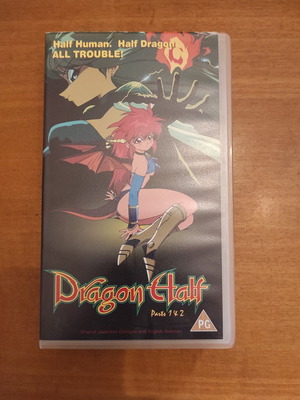 Half Human. Half Dragon.
ALL TROUBLE!
Dragon Half
Parts 1 & 2
PG